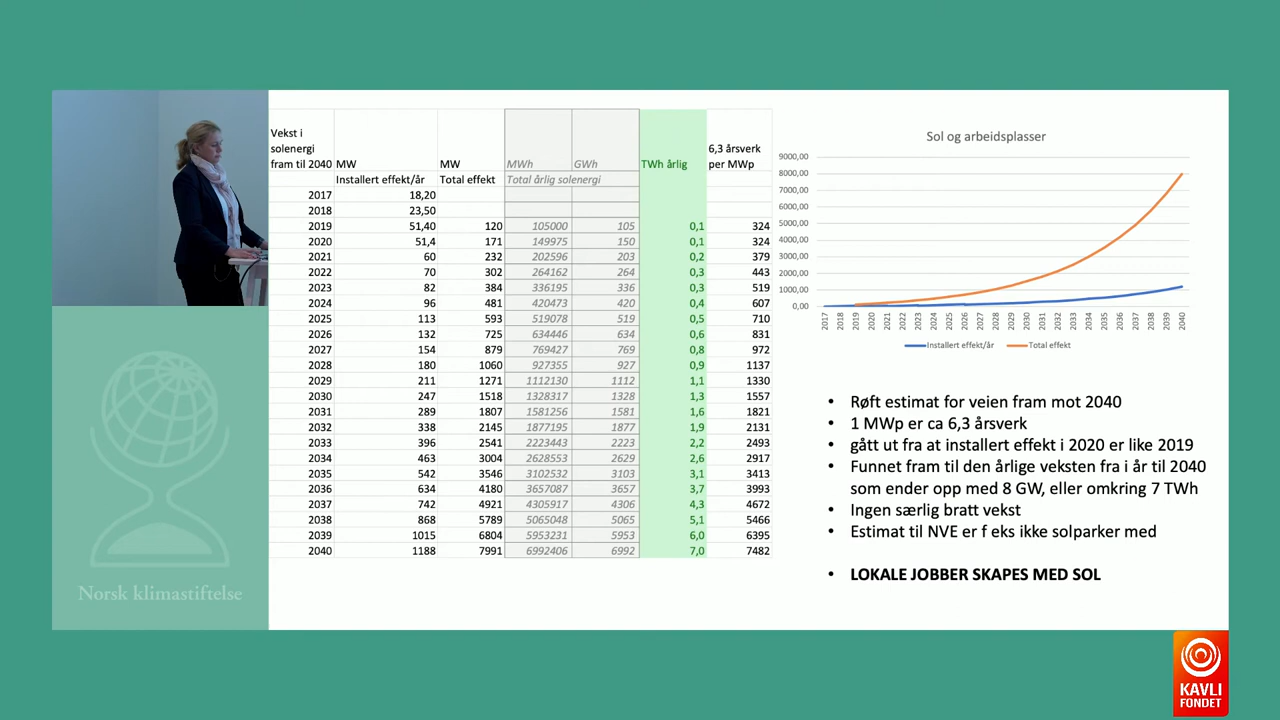 Vekst i
solenergi
fram til 2040 MW MW MWh GWh TWh årlig 6,3 årsverk per MWp
Installert effekt/år Total effekt Total årlig solenergi
2017 18,20
2018 23,50
2019 51,40 120 105000 105 0,1 324
2020 51,4 171 149975 150 0,1 324
2021 60 232 202596 203 0,2 379
2022 70 302 264162 264 0,3 443
2023 82 384 336195 336 0,3 519
2024 96 481 420473 420 0,4 607
2025 113 593 519078 519 0,5 710
2026 132 725 634446 634 0,6 831
2027 154 879 769427 769 0,8 972
2028 180 1060 927355 927 0,9 1137
2029 211 1271 1112130 1112 1,1 1330
2030 247 1518 1328317 1328 1,3 1557
2031 289 1807 1581256 1581 1,6 1821
2032 338 2145 1877195 1877 1,9 2131
2033 396 2541 2223443 2223 2,2 2493
2034 463 3004 2628553 2629 2,6 2917
2035 542 3546 3102532 3103 3,1 3413
2036 634 4180 3657087 3657 3,7 3993
2037 742 4921 4305917 4306 4,3 4672
2038 868 5789 5065048 5065 5,1 5466
2039 1015 6804 5953231 5953 6,0 6395
2040 1188 7991 6992406 6992 7,0 7482
Sol og arbeidsplasser
9000,00
8000,00
7000,00
6000,00
5000,00
4000,00
3000,00
2000,00
1000,00
0,00
2017 2018 2019 2020 2021 2022 2023 2024 2025 2026 2027 2028 2029 2030 2031 2032 2033 2034 2035 2036 2037 2038 2039 2040
Installert effekt/år Total effekt
• Røft estimat for veien fram mot 2040
• 1 MWp er ca 6,3 årsverk
• gått ut fra at installert effekt i 2020 er like 2019
• Funnet fram til den årlige veksten fra i år til 2040
som ender opp med 8 GW, eller omkring 7 TWh
• Ingen særlig bratt vekst
• Estimat til NVE er f eks ikke solparker med
• LOKALE JOBBER SKAPES MED SOL
Norsk klimastiftelse
KAVLI
FONDET